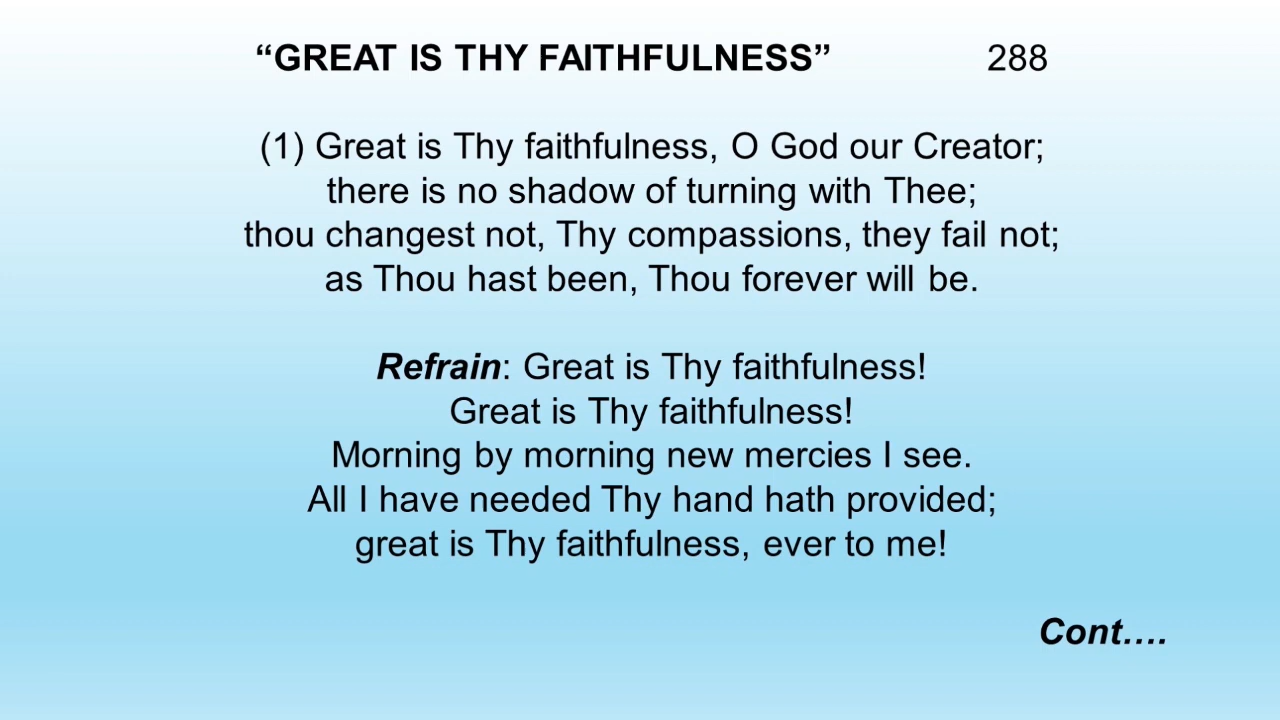 “GREAT IS THY FAITHFULNESS” 288
(1) Great is Thy faithfulness, O God our Creator;
there is no shadow of turning with Thee;
thou changest not, Thy compassions, they fail not;
as Thou hast been, Thou forever will be.
Refrain: Great is Thy faithfulness!
Great is Thy faithfulness!
Morning by morning new mercies I see.
All I have needed Thy hand hath provided;
great is Thy faithfulness, ever to me!
Cont….